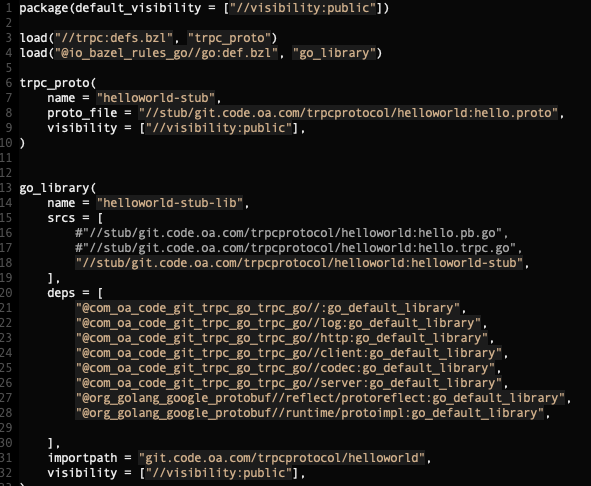 1 package(default_visibility = ["//visibility:public"])
2
3 load("//trpc:defs.bzl", "trpc_proto")
4 load("@io_bazel_rules_go//go:def.bzl", "go_library")
5
6 trpc_proto(
7     name = "helloworld-stub",
8     proto_file = "//stub/git.code.oa.com/trpcprotocol/helloworld:hello.proto",
9     visibility = ["//visibility:public"],
10 )
11
12
13 go_library(
14     name = "helloworld-stub-lib",
15     srcs = [
16         #"//stub/git.code.oa.com/trpcprotocol/helloworld:hello.pb.go",
17         #"//stub/git.code.oa.com/trpcprotocol/helloworld:hello.trpc.go",
18         "//stub/git.code.oa.com/trpcprotocol/helloworld:helloworld-stub",
19     ],
20     deps = [
21         "@com_oa_code_git_trpc_go_trpc_go//:go_default_library",
22         "@com_oa_code_git_trpc_go_trpc_go//log:go_default_library",
23         "@com_oa_code_git_trpc_go_trpc_go//http:go_default_library",
24         "@com_oa_code_git_trpc_go_trpc_go//client:go_default_library",
25         "@com_oa_code_git_trpc_go_trpc_go//codec:go_default_library",
26         "@com_oa_code_git_trpc_go_trpc_go//server:go_default_library",
27         "@org_golang_google_protobuf//reflect/protoreflect:go_default_library",
28         "@org_golang_google_protobuf//runtime/protoimpl:go_default_library",
29
30     ],
31     importpath = "git.code.oa.com/trpcprotocol/helloworld",
32     visibility = ["//visibility:public"],
33 )